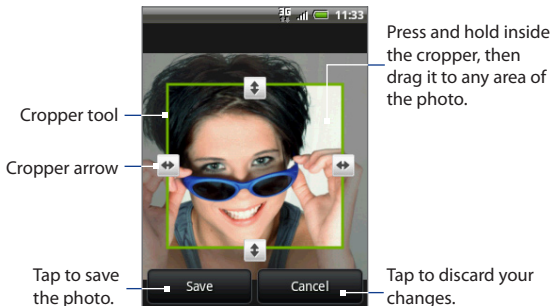 3G 11:33
Press and hold inside
the cropper, then
drag it to any area of
the photo.
Cropper tool
Cropper arrow
Tap to save
the photo.
Save
Cancel
Tap to discard your
changes.